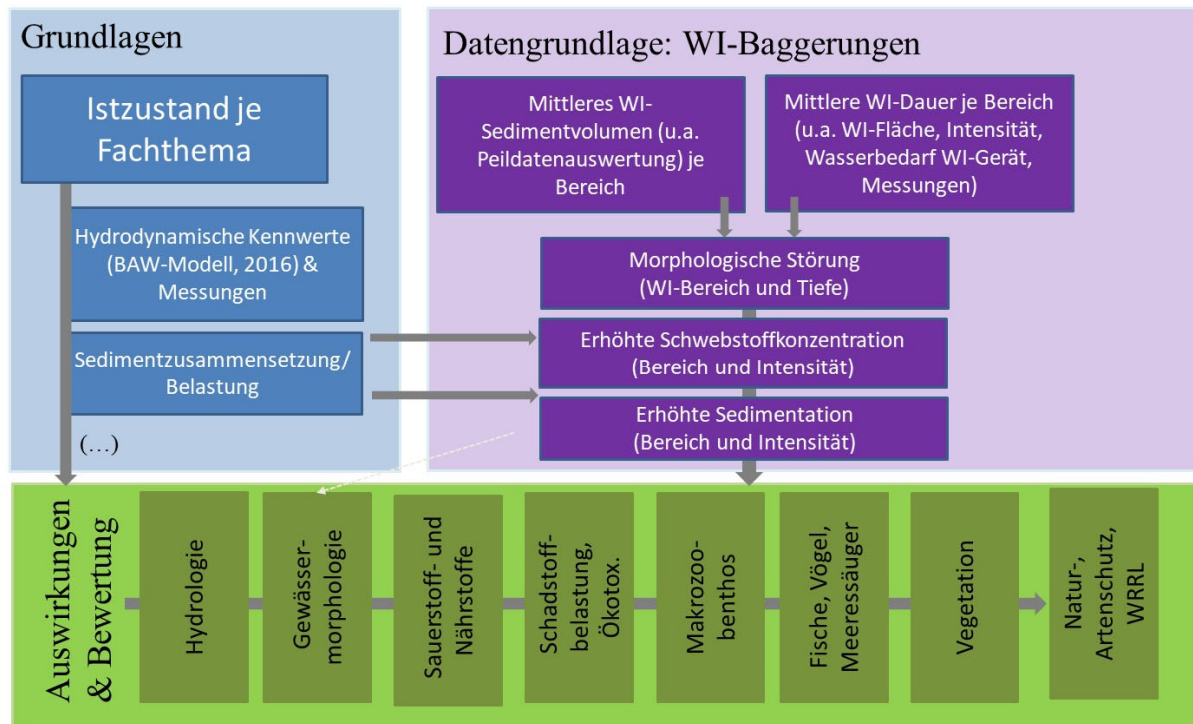 Grundlagen
Istzustand je
Fachthema
Hydrodynamische Kennwerte
(BAW-Modell, 2016) &
Messungen
Sedimentzusammensetzung/
Belastung
(...)
Datengrundlage: WI-Baggerungen
Mittleres WI-
Sedimentvolumen (u.a.
Peildatenauswertung) je
Bereich
Mittlere WI-Dauer je Bereich
(u.a. WI-Fläche, Intensität,
Wasserbedarf WI-Gerät,
Messungen)
Morphologische Störung
(WI-Bereich und Tiefe)
Erhöhte Schwebstoffkonzentration
(Bereich und Intensität)
Erhöhte Sedimentation
(Bereich und Intensität)
Auswirkungen
& Bewertung
Hydrologie
Gewässer-
morphologie
Sauerstoff- und
Nährstoffe
Schadstoff-
belastung,
Ökotox.
Makrozoo-
benthos
Fische, Vögel,
Meeressäuger
Vegetation
Natur-,
Artenschutz,
WRRL